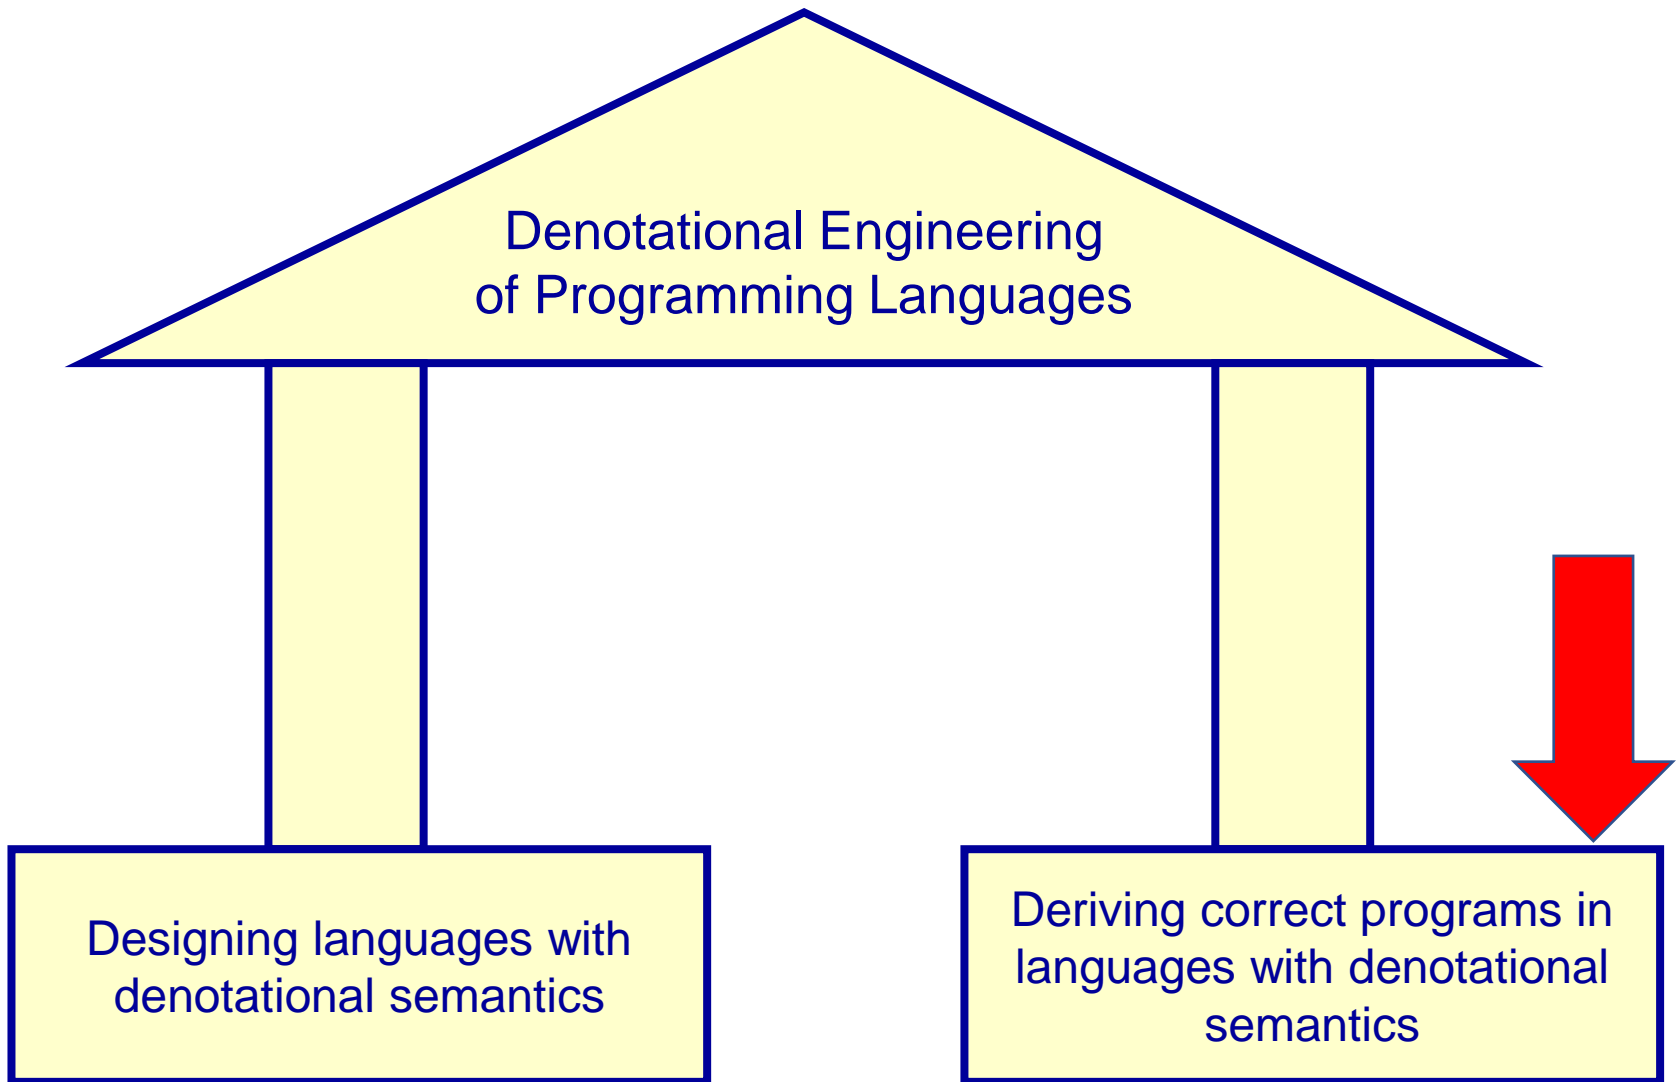 Denotational Engineering
of Programming Languages
Designing languages with
denotational semantics
Deriving correct programs in
languages with denotational
semantics